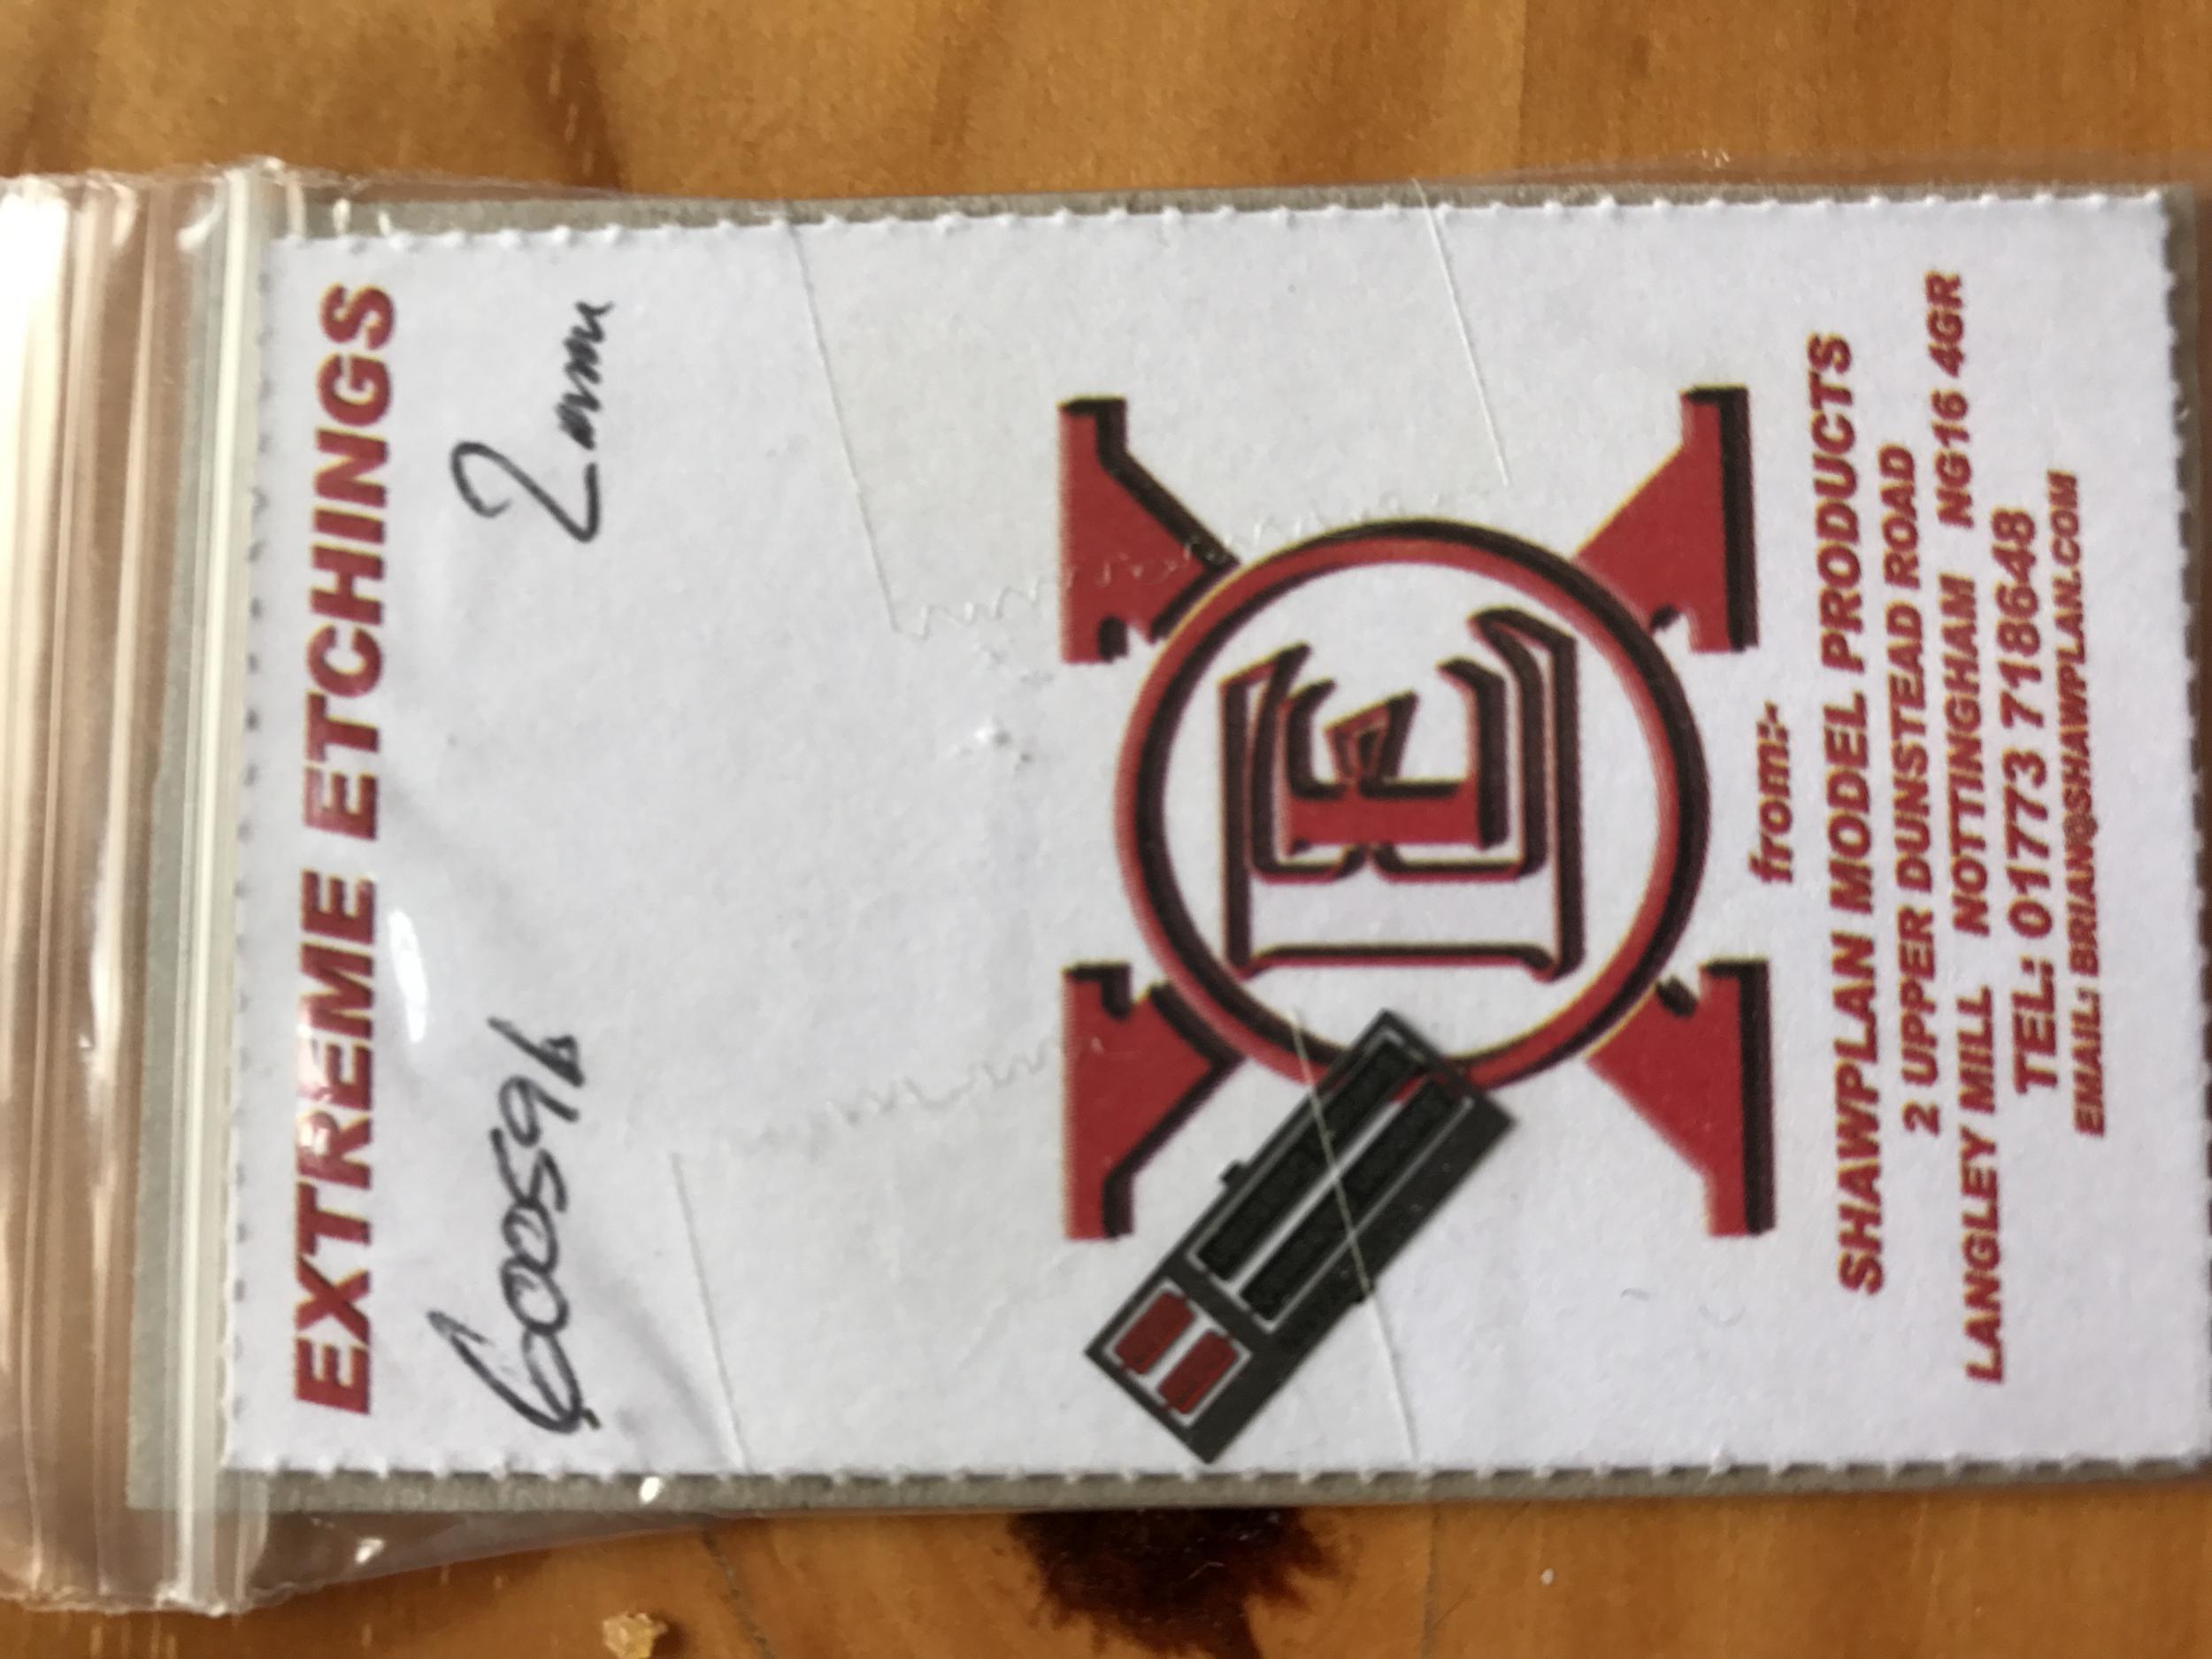 EXTREME ETCHINGS
60059b 2mm
E
from:-
SHAWPLAN MODEL PRODUCTS
2 UPPER DUNSTEAD ROAD
LANGLEY MILL NOTTINGHAM NG16 4GR
TEL: 01773 718648
EMAIL: BRIAN@SHAWPLAN.COM